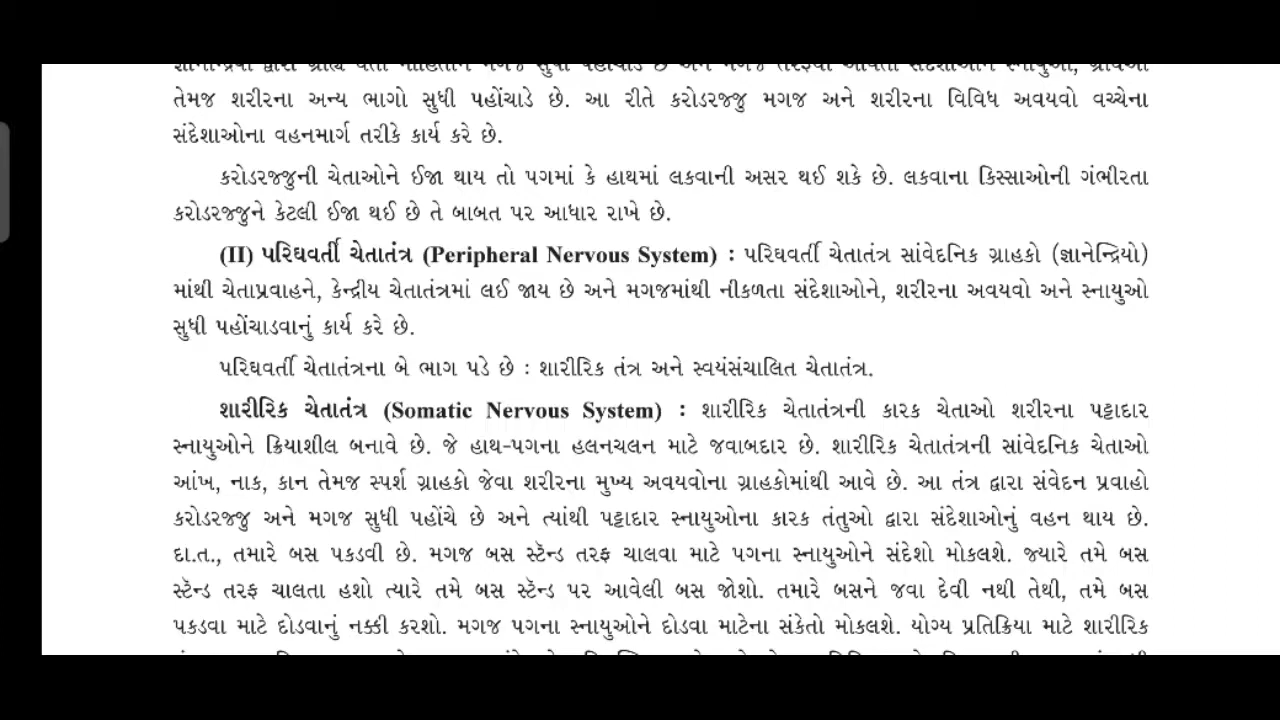 તેમજ શરીરના અન્ય ભાગો સુધી પહોંચાડે છે. આ રીતે કરોડરજ્જુ મગજ અને શરીરના વિવિધ અવયવો વચ્ચેના
સંદેશાઓના વહનમાર્ગ તરીકે કાર્ય કરે છે.
કરોડરજ્જુની ચેતાઓને ઈજા થાય તો પગમાં કે હાથમાં લકવાની અસર થઈ શકે છે. લકવાના કિસ્સાઓની ગંભીરતા
કરોડરજ્જુને કેટલી ઈજા થઈ છે તે બાબત પર આધાર રાખે છે.
(II) પરિઘવર્તી ચેતાતંત્ર (Peripheral Nervous System) : પરિઘવર્તી ચેતાતંત્ર સાંવેદનિક ગ્રાહકો (જ્ઞાનેન્દ્રિયો)
માંથી ચેતાપ્રવાહને, કેન્દ્રીય ચેતાતંત્રમાં લઈ જાય છે અને મગજમાંથી નીકળતા સંદેશાઓને, શરીરના અવયવો અને સ્નાયુઓ
સુધી પહોંચાડવાનું કાર્ય કરે છે.
પરિઘવર્તી ચેતાતંત્રના બે ભાગ પડે છે : શારીરિક તંત્ર અને સ્વયંસંચાલિત ચેતાતંત્ર.
શારીરિક ચેતાતંત્ર (Somatic Nervous System) : શારીરિક ચેતાતંત્રની કારક ચેતાઓ શરીરના પટ્ટાદાર
સ્નાયુઓને ક્રિયાશીલ બનાવે છે. જે હાથ-પગના હલનચલન માટે જવાબદાર છે. શારીરિક ચેતાતંત્રની સાંવેદનિક ચેતાઓ
આંખ, નાક, કાન તેમજ સ્પર્શ ગ્રાહકો જેવા શરીરના મુખ્ય અવયવોના ગ્રાહકોમાંથી આવે છે. આ તંત્ર દ્વારા સંવેદન પ્રવાહો
કરોડરજ્જુ અને મગજ સુધી પહોંચે છે અને ત્યાંથી પટ્ટાદાર સ્નાયુઓના કારક તંતુઓ દ્વારા સંદેશાઓનું વહન થાય છે.
દા.ત., તમારે બસ પકડવી છે. મગજ બસ સ્ટૅન્ડ તરફ ચાલવા માટે પગના સ્નાયુઓને સંદેશો મોકલશે. જ્યારે તમે બસ
સ્ટૅન્ડ તરફ ચાલતા હશો ત્યારે તમે બસ સ્ટૅન્ડ પર આવેલી બસ જોશો. તમારે બસને જવા દેવી નથી તેથી, તમે બસ
પકડવા માટે દોડવાનું નક્કી કરશો. મગજ પગના સ્નાયુઓને દોડવા માટેના સંકેતો મોકલશે. યોગ્ય પ્રતિક્રિયા માટે શારીરિક